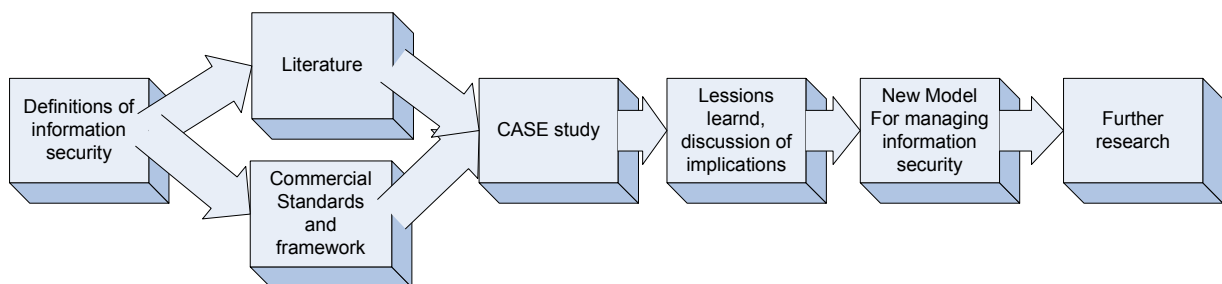 Definitions of
information
security
Literature
Commercial
Standards
and
framework
CASE study
Lessions
learnd,
discussion of
implications
New Model
For managing
information
security
Further
research